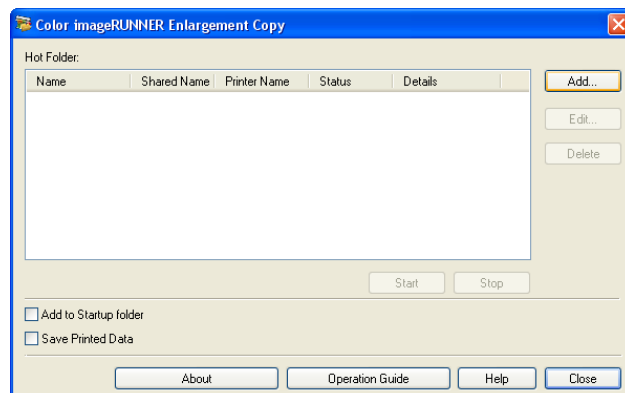 Color imageRUNNER Enlargement Copy
Hot Folder:
Name Shared Name Printer Name Status Details
Add...
Edit...
Delete
Start Stop
Add to Startup folder
Save Printed Data
About Operation Guide Help Close